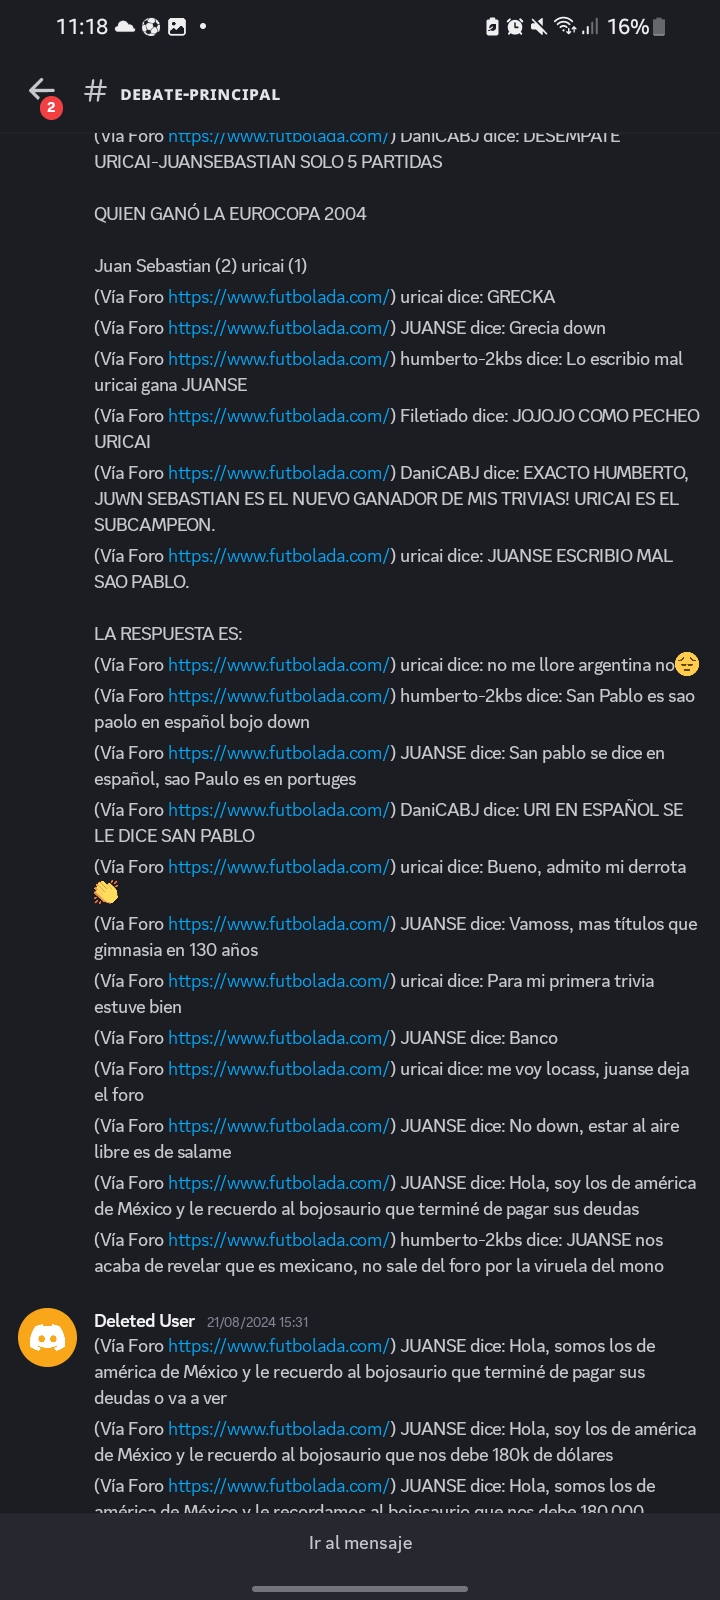 11:18
16%
2
# DEBATE-PRINCIPAL
(Vía Foro https://www.futbolada.com/) DaniCABJ dice: DESEMPATE
URICAI-JUANSEBASTIAN SOLO 5 PARTIDAS
QUIEN GANÓ LA EUROCOPA 2004
Juan Sebastian (2) uricai (1)
(Vía Foro https://www.futbolada.com/) uricai dice: GRECKA
(Vía Foro https://www.futbolada.com/) JUANSE dice: Grecia down
(Vía Foro https://www.futbolada.com/) humberto-2kbs dice: Lo escribio mal
uricai gana JUANSE
(Vía Foro https://www.futbolada.com/) Filetiado dice: JOJOJO COMO PECHEO
URICAI
(Vía Foro https://www.futbolada.com/) DaniCABJ dice: EXACTO HUMBERTO,
JUWN SEBASTIAN ES EL NUEVO GANADOR DE MIS TRIVIAS! URICAI ES EL
SUBCAMPEON.
(Vía Foro https://www.futbolada.com/) uricai dice: JUANSE ESCRIBIO MAL
SAO PABLO.
LA RESPUESTA ES:
(Vía Foro https://www.futbolada.com/) uricai dice: no me llore argentina no😔
(Vía Foro https://www.futbolada.com/) humberto-2kbs dice: San Pablo es sao
paolo en español bojo down
(Vía Foro https://www.futbolada.com/) JUANSE dice: San pablo se dice en
español, sao Paulo es en portuges
(Vía Foro https://www.futbolada.com/) DaniCABJ dice: URI EN ESPAÑOL SE
LE DICE SAN PABLO
(Vía Foro https://www.futbolada.com/) uricai dice: Bueno, admito mi derrota
👏
(Vía Foro https://www.futbolada.com/) JUANSE dice: Vamoss, mas títulos que
gimnasia en 130 años
(Vía Foro https://www.futbolada.com/) uricai dice: Para mi primera trivia
estuve bien
(Vía Foro https://www.futbolada.com/) JUANSE dice: Banco
(Vía Foro https://www.futbolada.com/) uricai dice: me voy locass, juanse deja
el foro
(Vía Foro https://www.futbolada.com/) JUANSE dice: No down, estar al aire
libre es de salame
(Vía Foro https://www.futbolada.com/) JUANSE dice: Hola, soy los de américa
de México y le recuerdo al bojosaurio que terminé de pagar sus deudas
(Vía Foro https://www.futbolada.com/) humberto-2kbs dice: JUANSE nos
acaba de revelar que es mexicano, no sale del foro por la viruela del mono
Deleted User 21/08/2024 15:31
(Vía Foro https://www.futbolada.com/) JUANSE dice: Hola, somos los de
américa de México y le recuerdo al bojosaurio que terminé de pagar sus
deudas o va a ver
(Vía Foro https://www.futbolada.com/) JUANSE dice: Hola, soy los de américa
de México y le recuerdo al bojosaurio que nos debe 180k de dólares
(Vía Foro https://www.futbolada.com/) JUANSE dice: Hola, somos los de
américa de México y le recordamos al bojosaurio que nos debe 180.000
Ir al mensaje